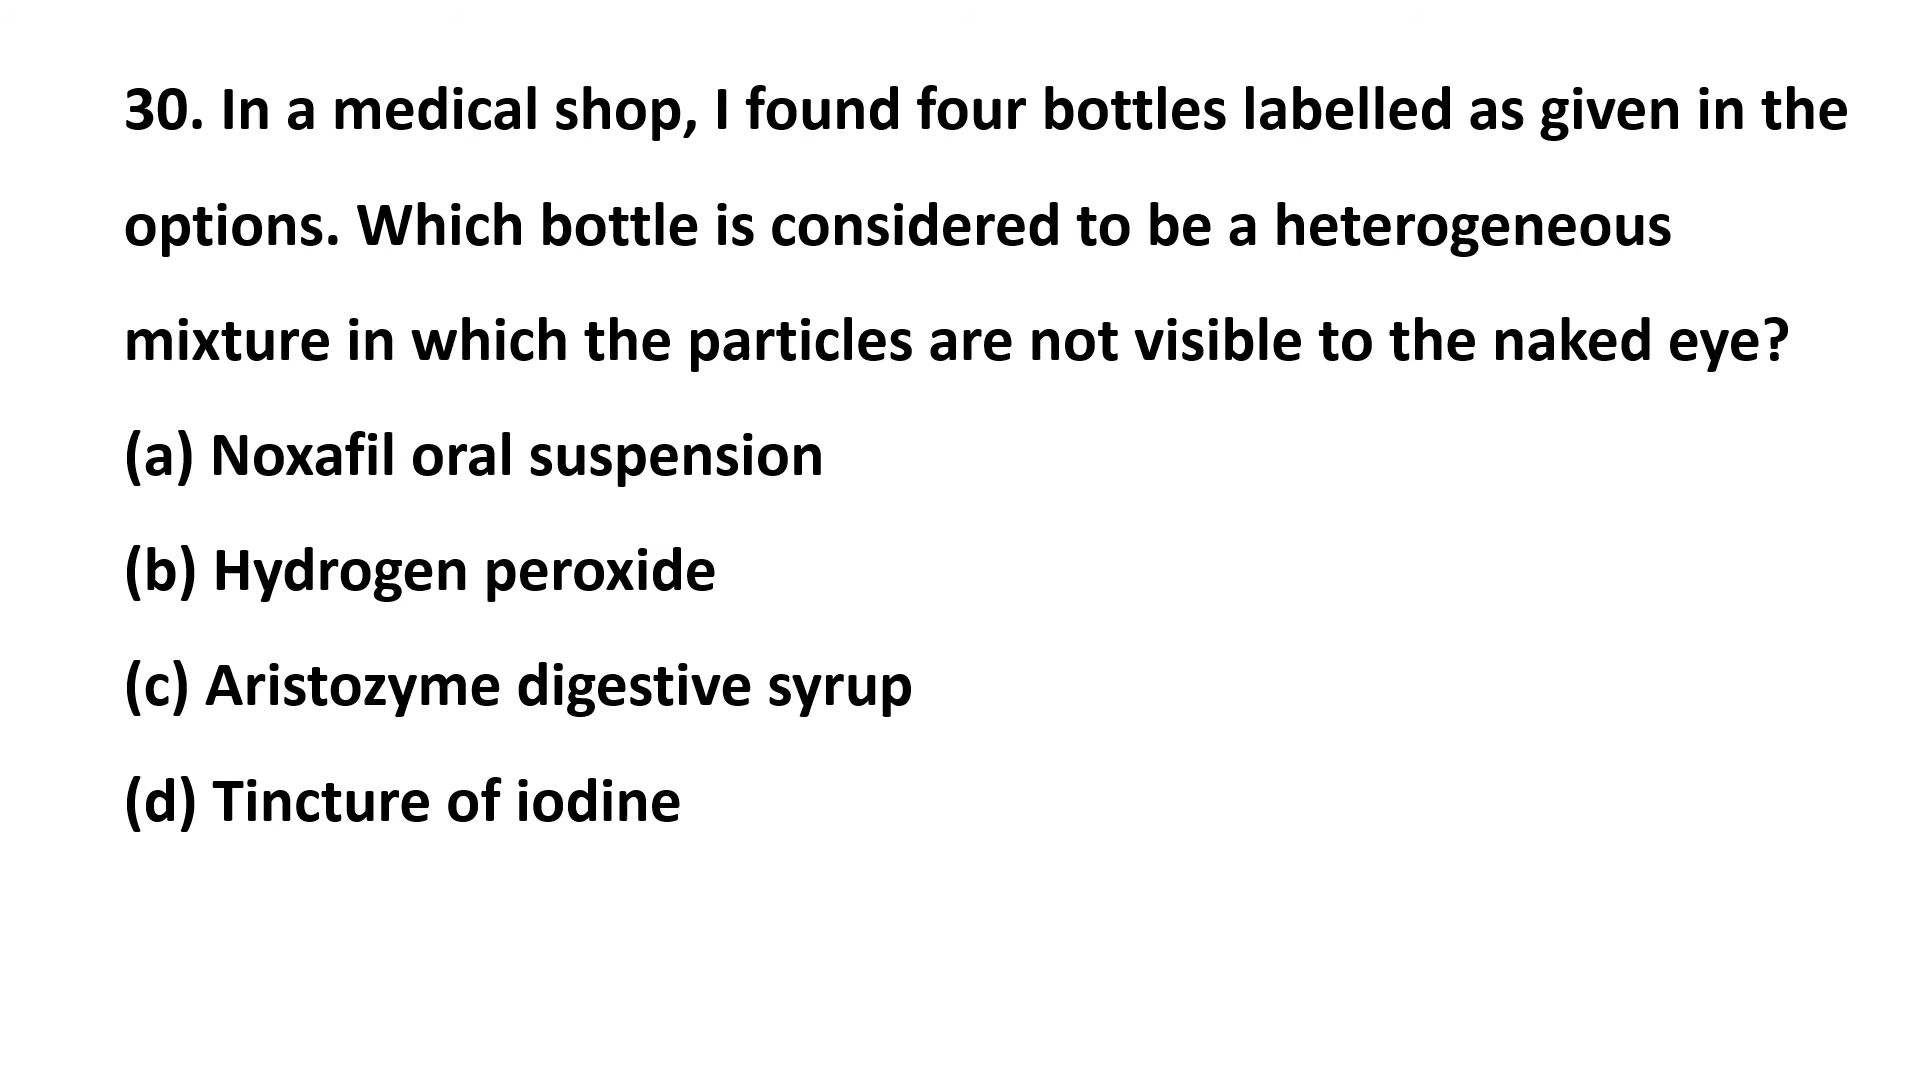 30. In a medical shop, I found four bottles labelled as given in the
options. Which bottle is considered to be a heterogeneous
mixture in which the particles are not visible to the naked eye?
(a) Noxafil oral suspension
(b) Hydrogen peroxide
(c) Aristozyme digestive syrup
(d) Tincture of iodine